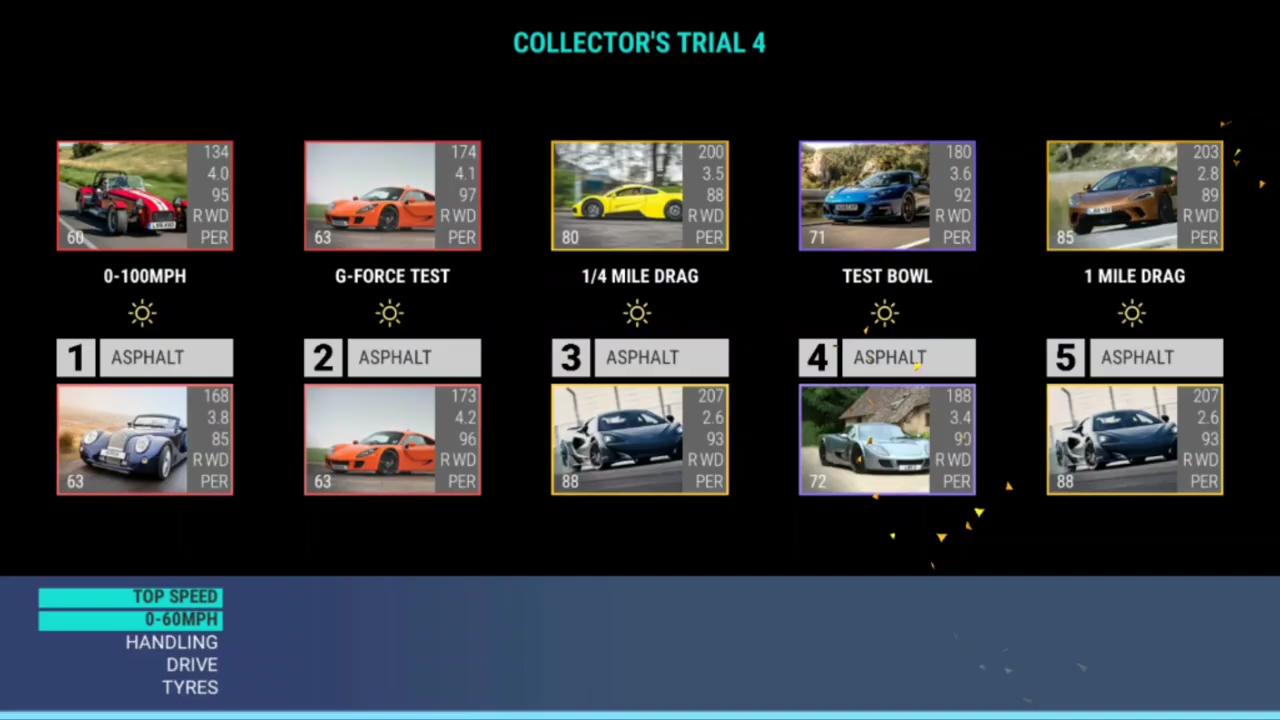 COLLECTOR'S TRIAL 4
134
4.0
95
RWD
60 PER
174
4.1
97
RWD
63 PER
200
3.5
88
RWD
80 PER
180
3.6
92
RWD
71 PER
203
2.8
89
RWD
85 PER
0-100MPH
G-FORCE TEST
1/4 MILE DRAG
TEST BOWL
1 MILE DRAG
1 ASPHALT
2 ASPHALT
3 ASPHALT
4 ASPHALT
5 ASPHALT
168
3.8
85
RWD
63 PER
173
4.2
96
RWD
63 PER
207
2.6
93
RWD
88 PER
188
3.4
90
RWD
72 PER
207
2.6
93
RWD
88 PER
TOP SPEED
0-60MPH
HANDLING
DRIVE
TYRES